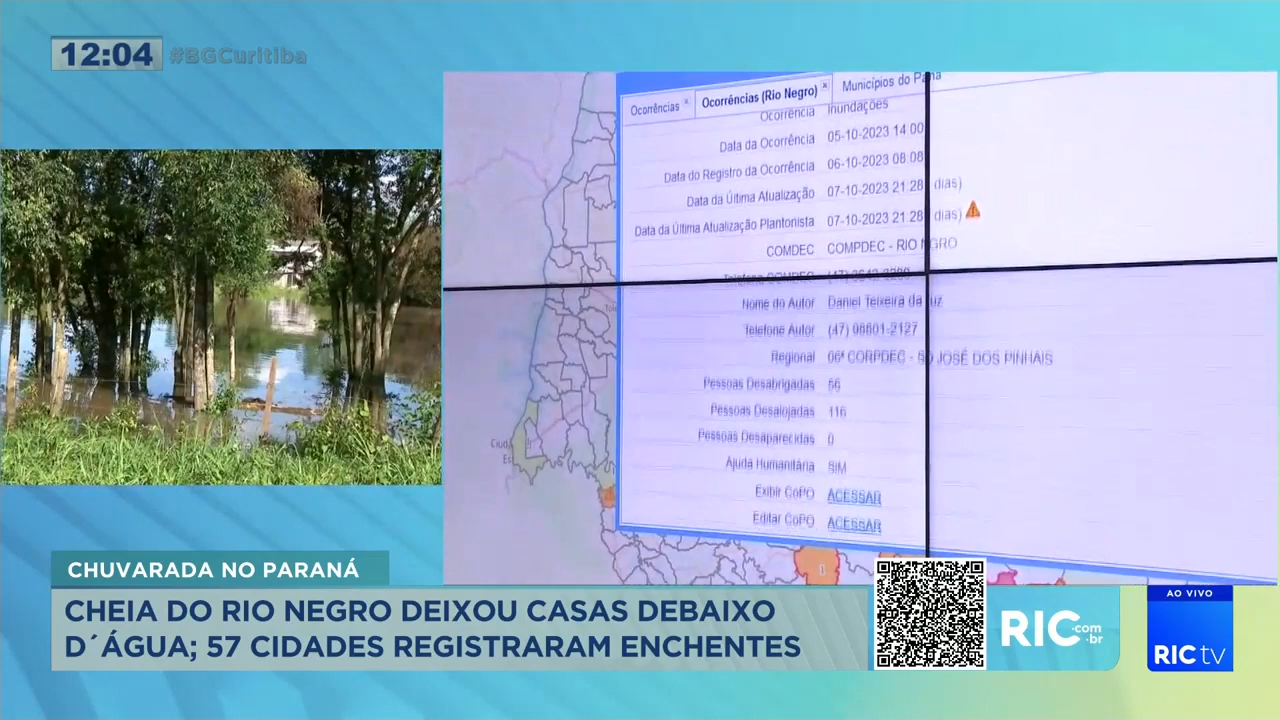 12:04 #BGCuritiba
Ocorrências Ocorrências (Rio Negro) Municípios do
Ocorrência Inundações
Data da Ocorrência 05-10-2023 14 00
Data do Registro da Ocorrência 06-10-2023 08 08
Data da Última Atualização 07-10-2023 21:28 dias)
Data da Última Atualização Plantonista 07-10-2023 21:28 dias)
COMDEC COMPDEC - RIO NEGRO
Telefone COMDEC
Nome do Autor Daniel Teixeira da
Telefone Autor
Regional 06ª CORPDEC - SÃO JOSÉ DOS PINHAIS
Pessoas Desabrigadas 56
Pessoas Desalojadas 116
Pessoas Desaparecidas 0
Ajuda Humanitária SIM
Exibir CoPO ACESSAR
Editar CoPO ACESSAR
CHUVARADA NO PARANÁ
CHEIA DO RIO NEGRO DEIXOU CASAS DEBAIXO
D´ÁGUA; 57 CIDADES REGISTRARAM ENCHENTES
RIC.com.br
AO VIVO
RIC tv